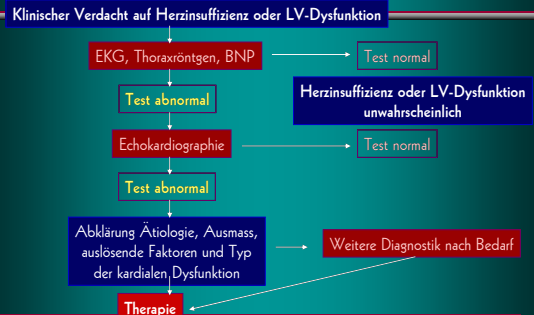 Klinischer Verdacht auf Herzinsuffizienz oder LV-Dysfunktion
EKG, Thoraxröntgen, BNP
Test normal
Test abnormal
Herzinsuffizienz oder LV-Dysfunktion
unwahrscheinlich
Echokardiographie
Test normal
Test abnormal
Abklärung Ätiologie, Ausmass,
auslösende Faktoren und Typ
der kardialen Dysfunktion
Weitere Diagnostik nach Bedarf
Therapie